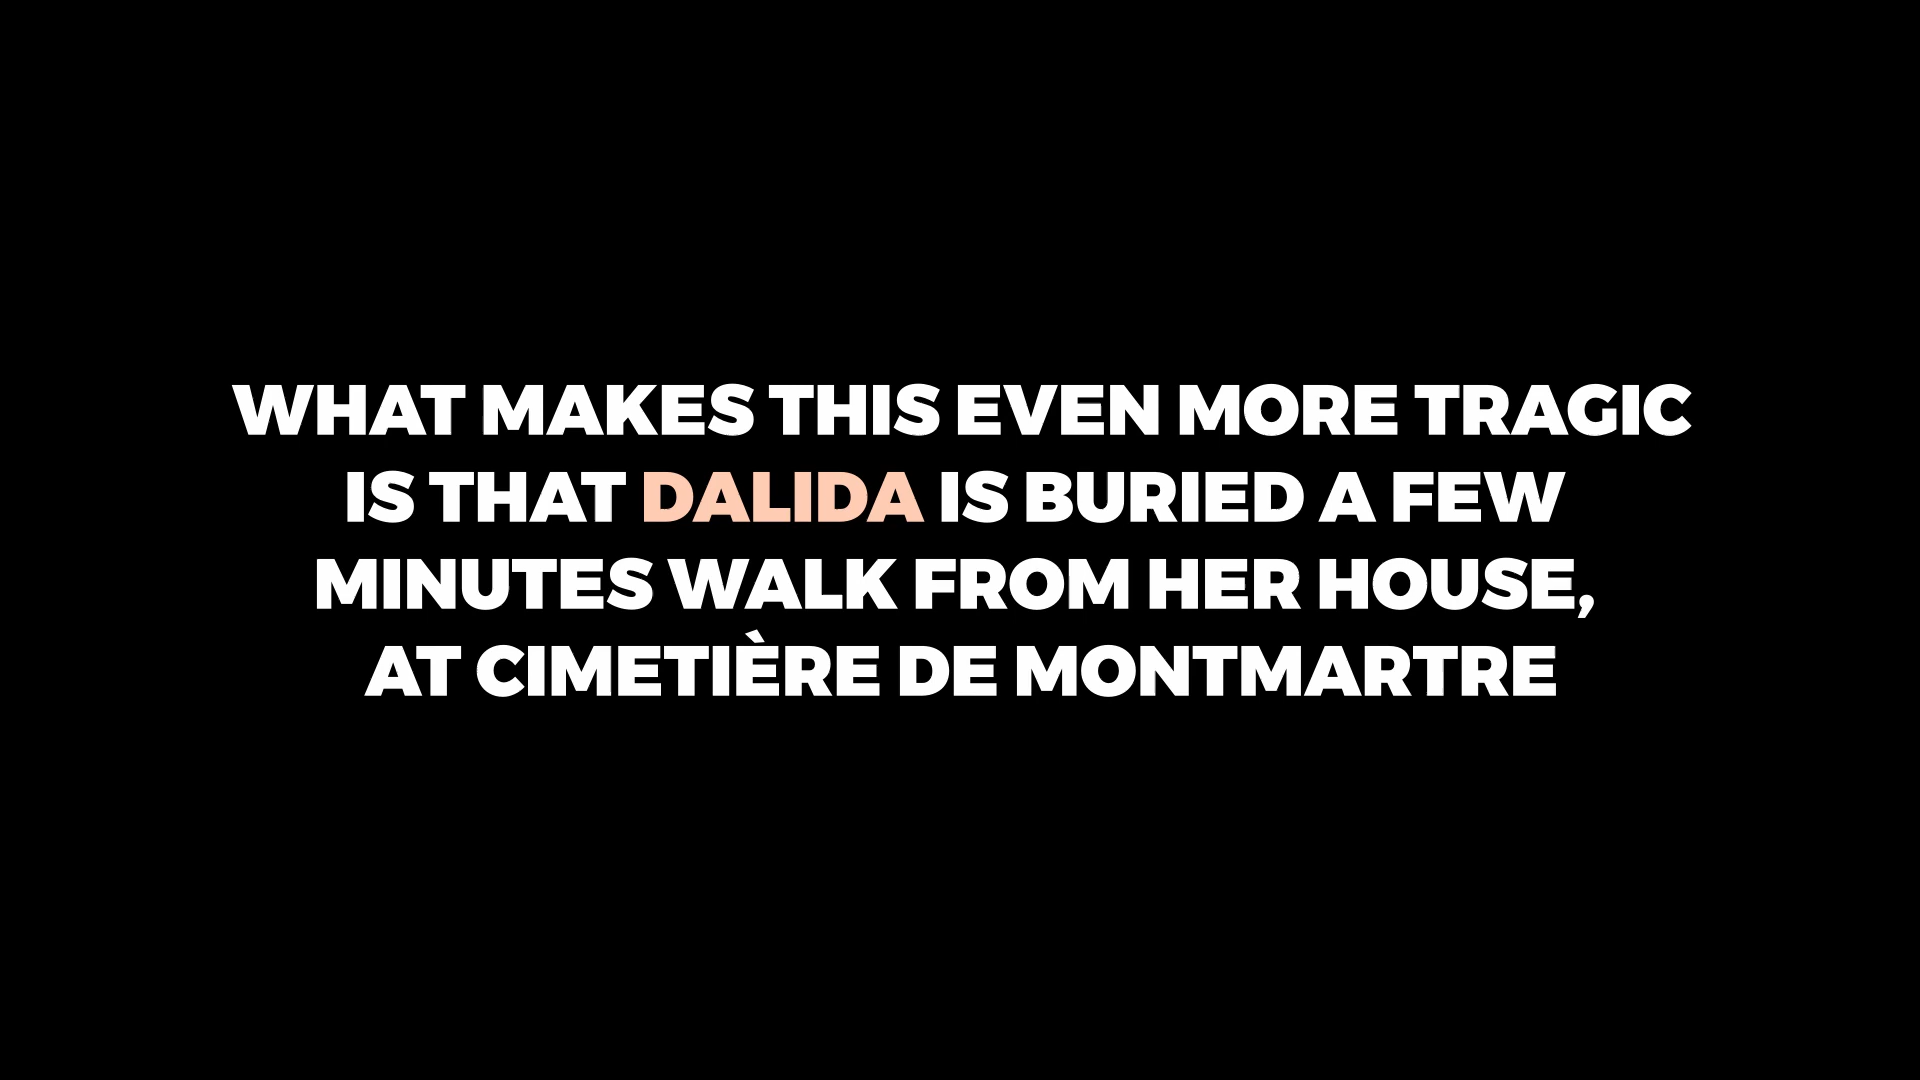 WHAT MAKES THIS EVEN MORE TRAGIC
IS THAT DALIDA IS BURIED A FEW
MINUTES WALK FROM HER HOUSE,
AT CIMETIÈRE DE MONTMARTRE